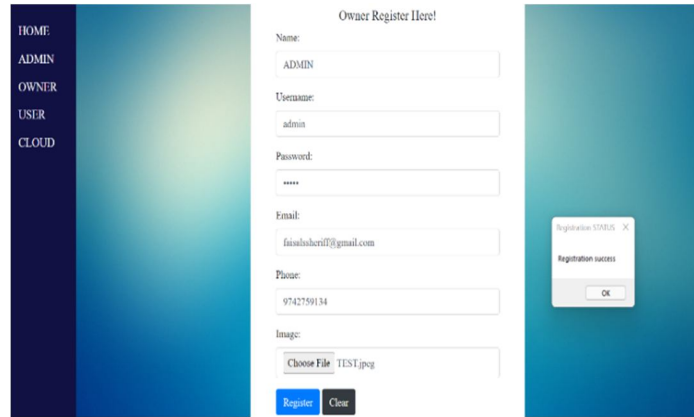 HOME
ADMIN
OWNER
USER
CLOUD
Owner Register Here!
Name:
ADMIN
Username:
admin
Password:
•••••
Email:
faisalssheriff@gmail.com
Phone:
9742759134
Image:
Choose File TEST.jpeg
Register Clear
Registration STATUS
Registration success
OK